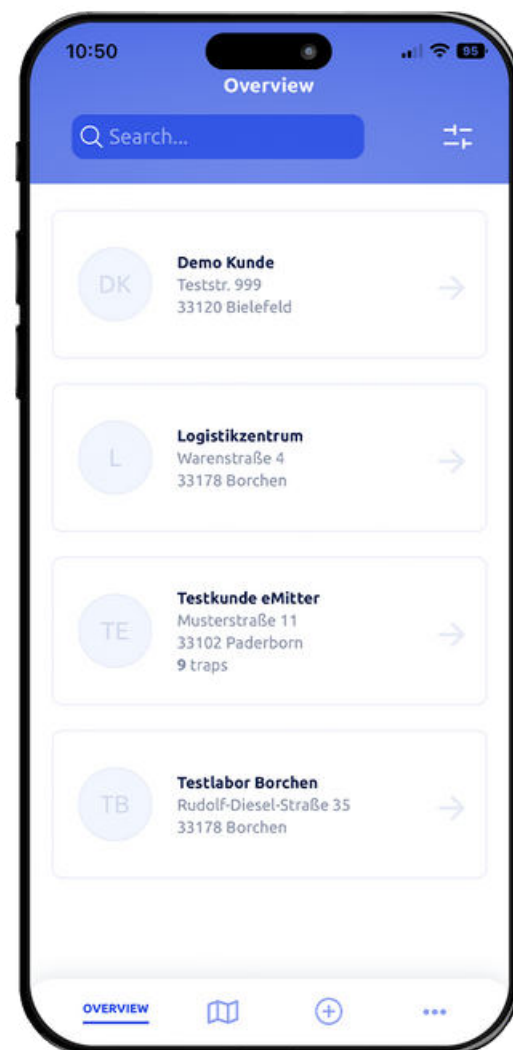 10:50
95
Overview
Search...
DK
Demo Kunde
Teststr. 999
33120 Bielefeld
L
Logistikzentrum
Warenstraße 4
33178 Borchen
TE
Testkunde eMitter
Musterstraße 11
33102 Paderborn
9 traps
TB
Testlabor Borchen
Rudolf-Diesel-Straße 35
33178 Borchen
OVERVIEW